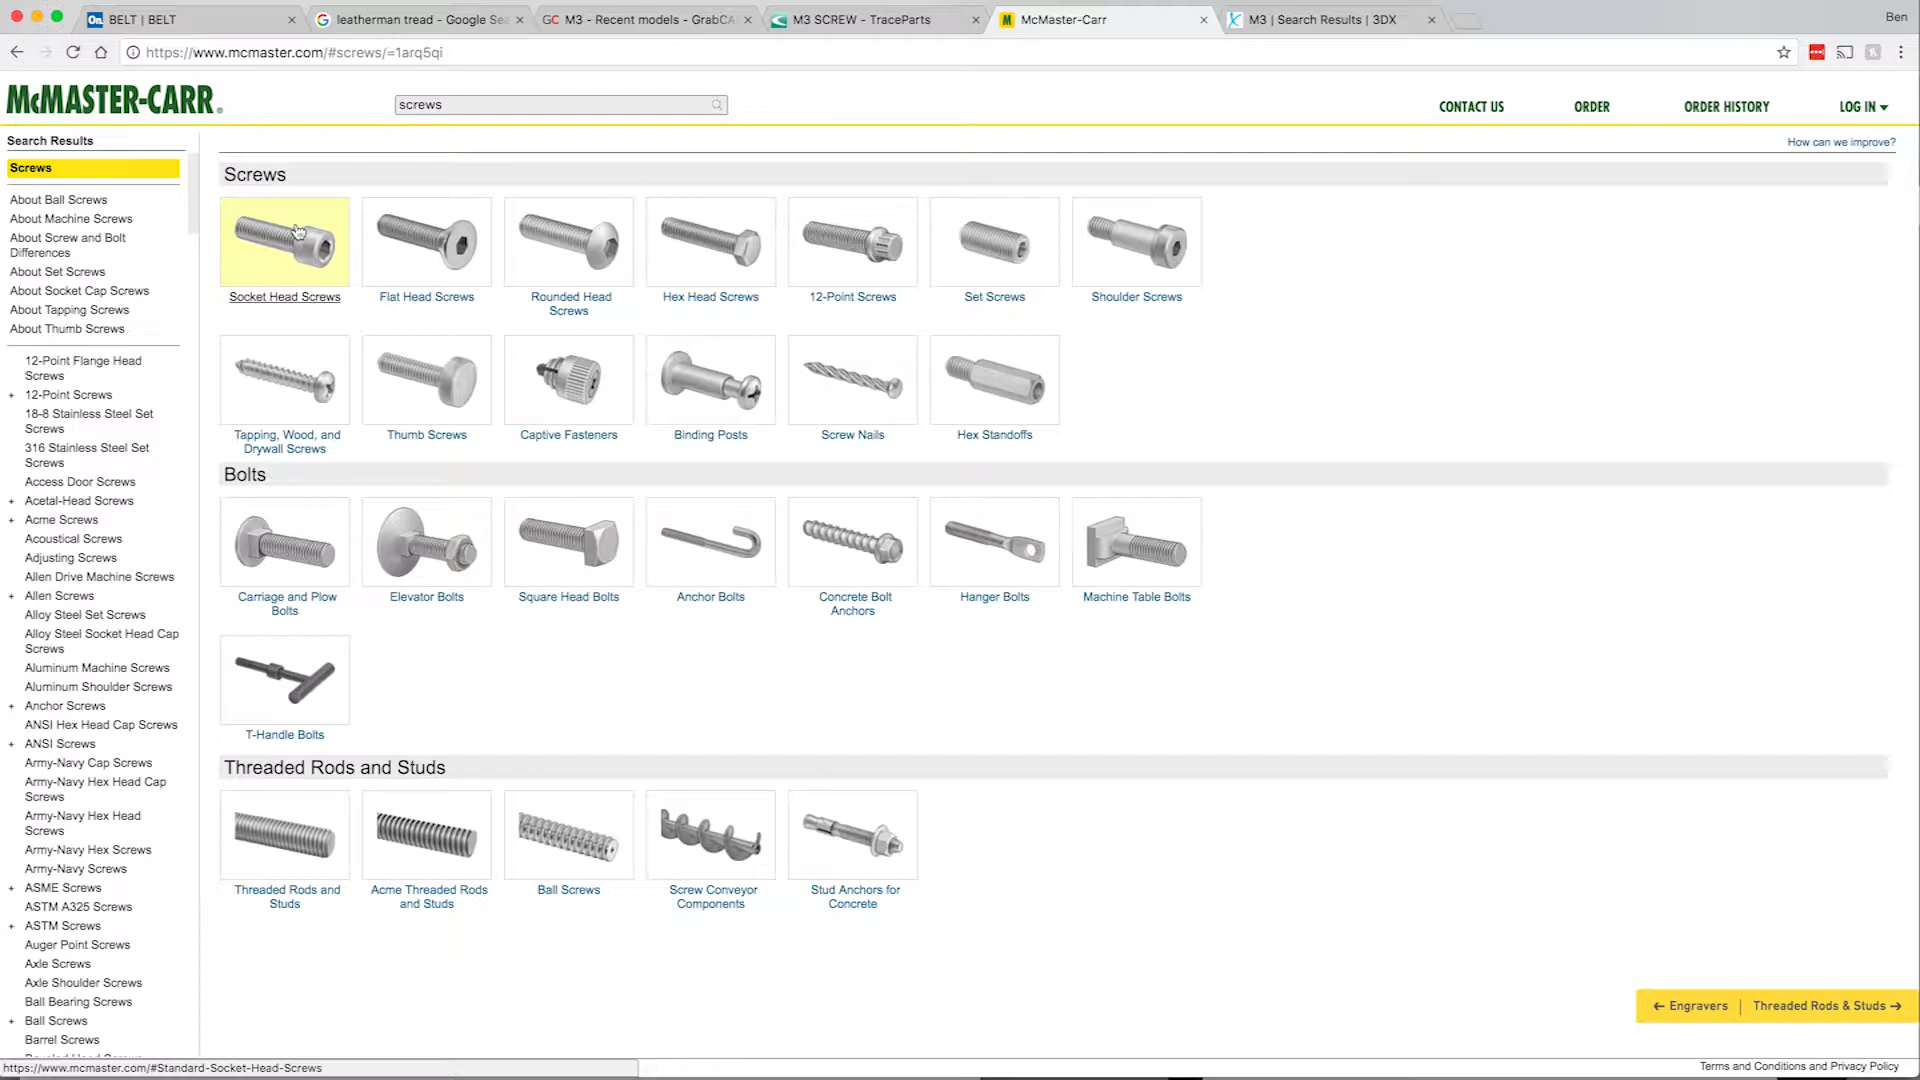 BELT | BELT
leatherman tread - Google Sea
GC M3 - Recent models - GrabCA
M3 SCREW - TraceParts
McMaster-Carr
M3 | Search Results | 3DX
Ben
https://www.mcmaster.com/#screws/=1arq5qi
McMASTER-CARR®
screws
CONTACT US
ORDER
ORDER HISTORY
LOG IN
How can we improve?
Search Results
Screws
About Ball Screws
About Machine Screws
About Screw and Bolt
Differences
About Set Screws
About Socket Cap Screws
About Tapping Screws
About Thumb Screws
12-Point Flange Head
Screws
+ 12-Point Screws
18-8 Stainless Steel Set
Screws
316 Stainless Steel Set
Screws
Access Door Screws
+ Acetal-Head Screws
+ Acme Screws
Acoustical Screws
Adjusting Screws
Allen Drive Machine Screws
+ Allen Screws
Alloy Steel Set Screws
Alloy Steel Socket Head Cap
Screws
Aluminum Machine Screws
Aluminum Shoulder Screws
+ Anchor Screws
ANSI Hex Head Cap Screws
+ ANSI Screws
Army-Navy Cap Screws
Army-Navy Hex Head Cap
Screws
Army-Navy Hex Head
Screws
Army-Navy Hex Screws
Army-Navy Screws
+ ASME Screws
ASTM A325 Screws
+ ASTM Screws
Auger Point Screws
Axle Screws
Axle Shoulder Screws
Ball Bearing Screws
+ Ball Screws
Barrel Screws
Screws
Socket Head Screws
Flat Head Screws
Rounded Head
Screws
Hex Head Screws
12-Point Screws
Set Screws
Shoulder Screws
Tapping, Wood, and
Drywall Screws
Thumb Screws
Captive Fasteners
Binding Posts
Screw Nails
Hex Standoffs
Bolts
Carriage and Plow
Bolts
Elevator Bolts
Square Head Bolts
Anchor Bolts
Concrete Bolt
Anchors
Hanger Bolts
Machine Table Bolts
T-Handle Bolts
Threaded Rods and Studs
Threaded Rods and
Studs
Acme Threaded Rods
and Studs
Ball Screws
Screw Conveyor
Components
Stud Anchors for
Concrete
← Engravers | Threaded Rods & Studs →
https://www.mcmaster.com/#Standard-Socket-Head-Screws
Terms and Conditions and Privacy Policy